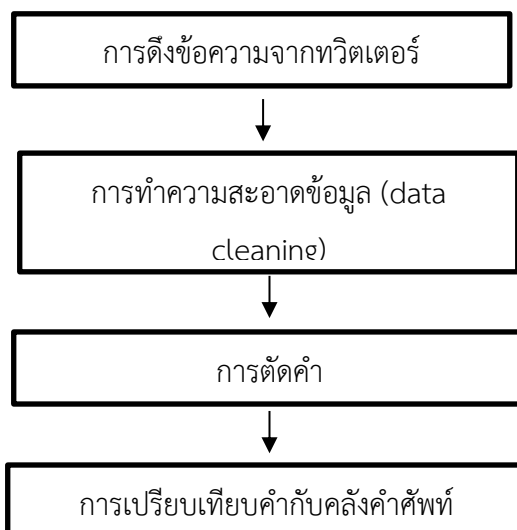 การดึงข้อความจากทวิตเตอร์
การทำความสะอาดข้อมูล (data
cleaning)
การตัดคำ
การเปรียบเทียบคำกับคลังคำศัพท์